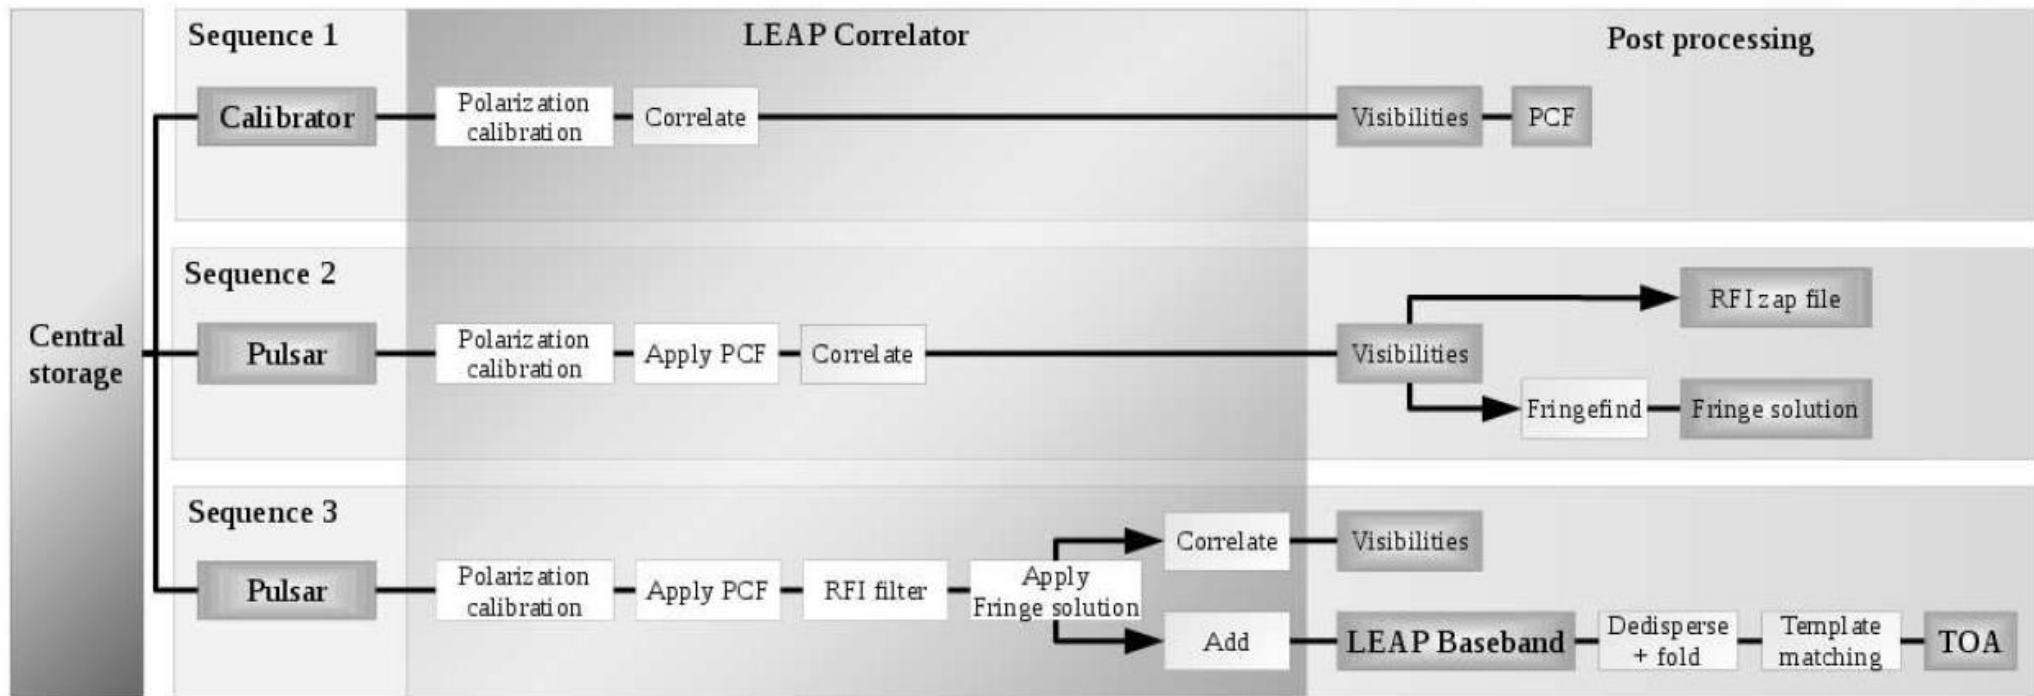 Central
storage
Sequence 1
LEAP Correlator
Post processing
Calibrator
Polarization
calibration
Correlate
Visibilities
PCF
Sequence 2
Pulsar
Polarization
calibration
Apply PCF
Correlate
Visibilities
RFI zap file
Fringefind
Fringe solution
Sequence 3
Pulsar
Polarization
calibration
Apply PCF
RFI filter
Apply
Fringe solution
Correlate
Visibilities
Add
LEAP Baseband
Dedisperse
+ fold
Template
matching
TOA